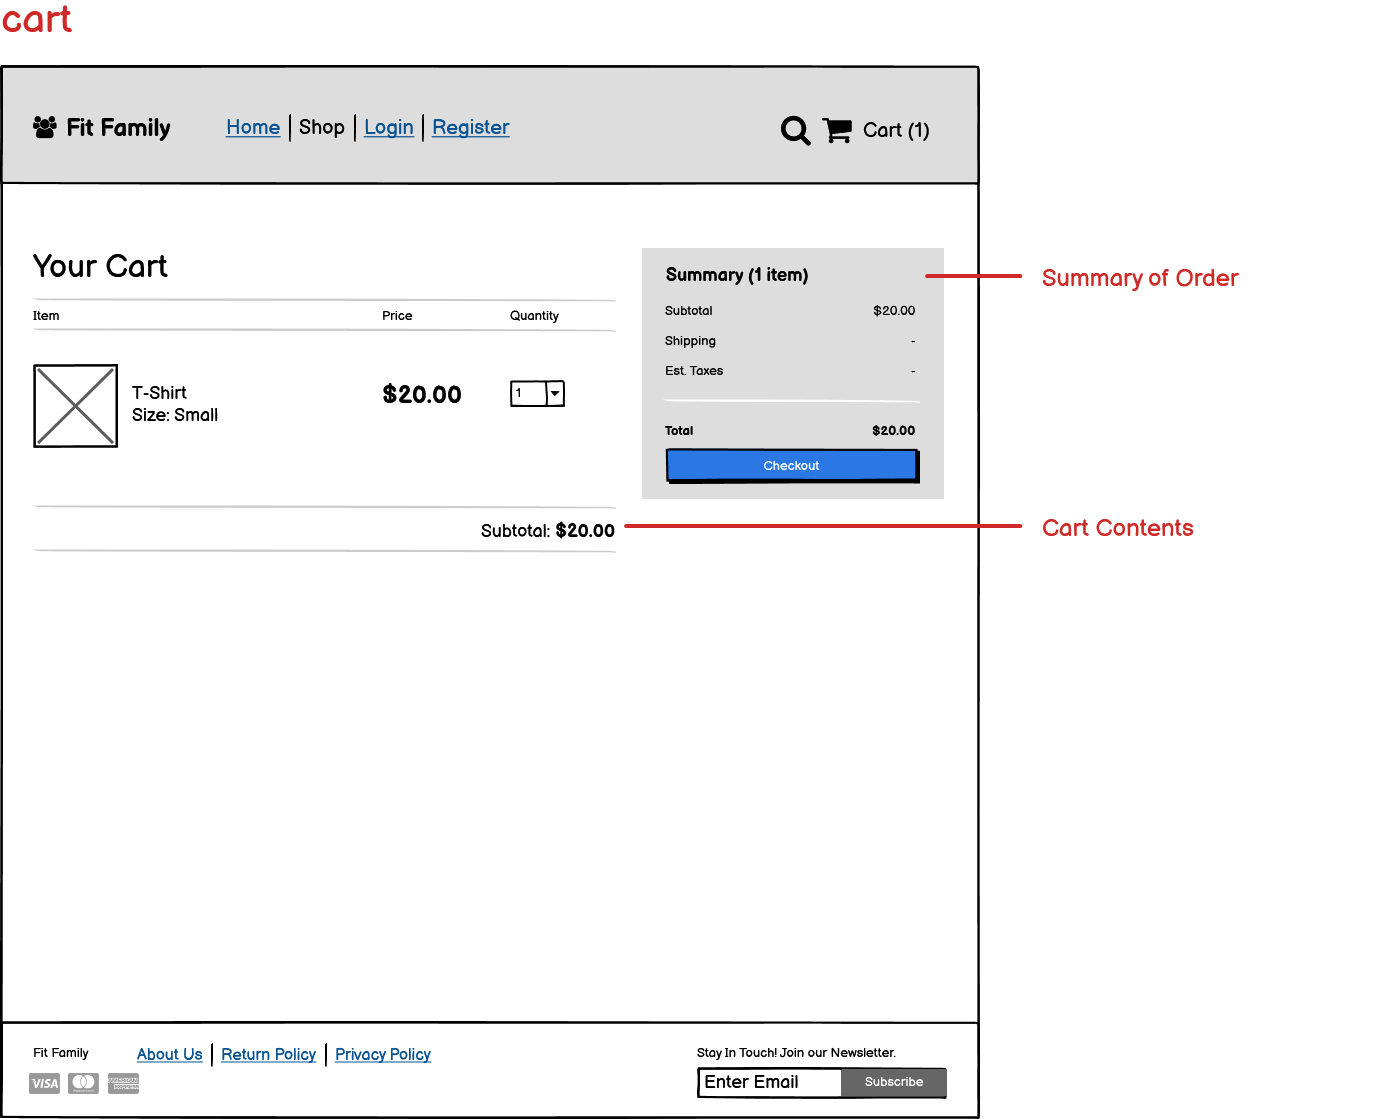 cart
Fit Family Home Shop Login Register Cart (1)
Your Cart
Item Price Quantity
T-Shirt
Size: Small
$20.00
1
Subtotal: $20.00
Summary (1 item)
Subtotal $20.00
Shipping -
Est. Taxes -
Total $20.00
Checkout
Summary of Order
Cart Contents
Fit Family About Us Return Policy Privacy Policy
VISA
Stay In Touch! Join our Newsletter.
Enter Email Subscribe